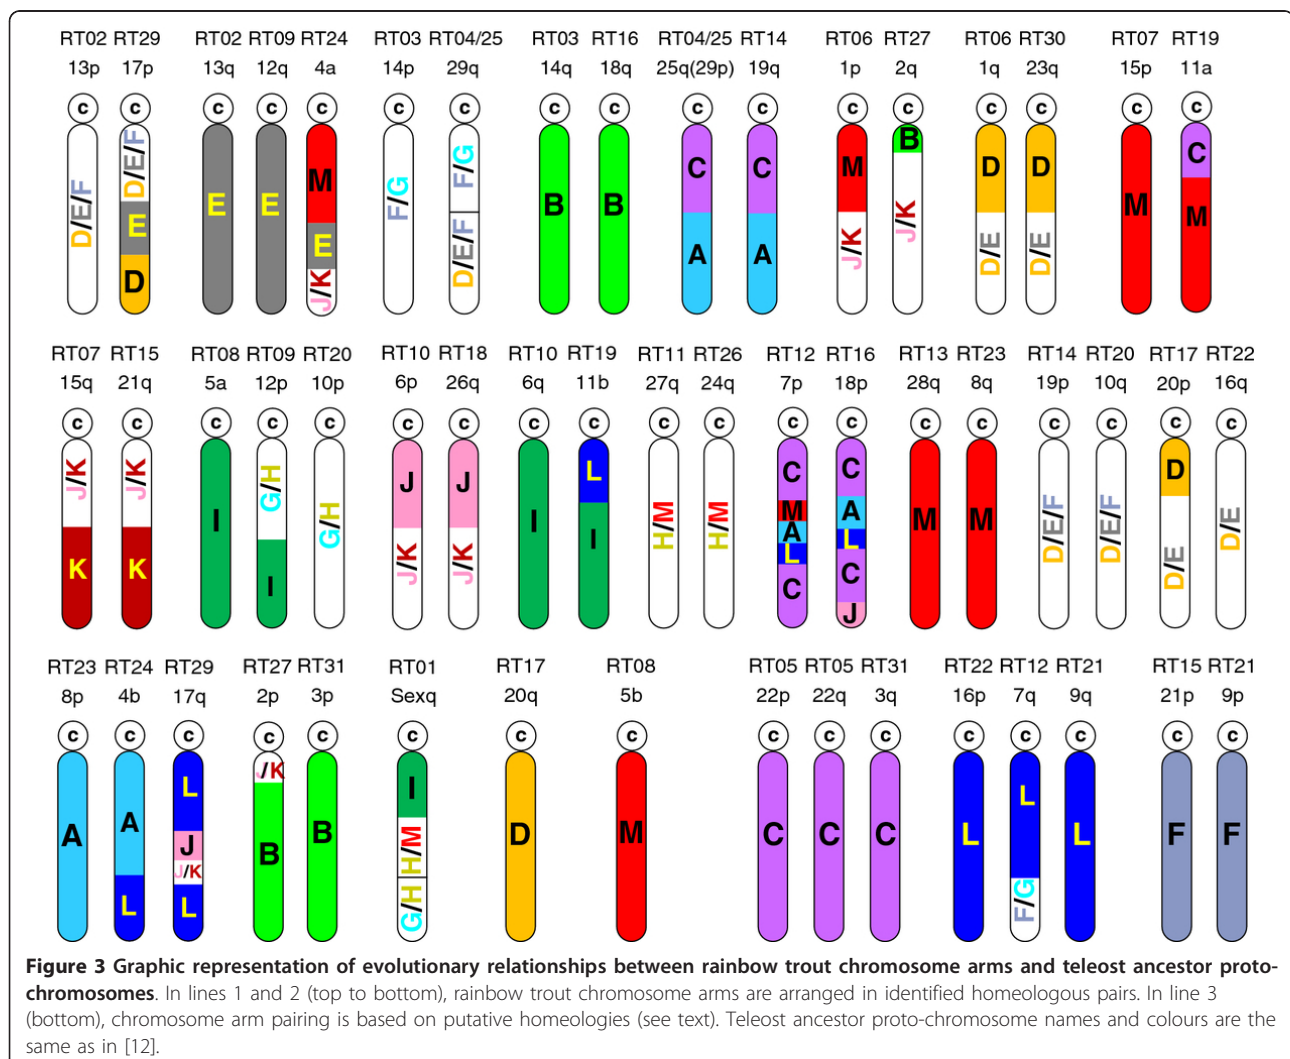 RT02 RT29 RT02 RT09 RT24 RT03 RT04/25 RT03 RT16 RT04/25 RT14 RT06 RT27 RT06 RT30 RT07 RT19
13p 17p 13q 12q 4a 14p 29q 14q 18q 25q(29p) 19q 1p 2q 1q 23q 15p 11a
c c c c c c c c c c c c c c c c c
D/E/F D/E/F E D E E M E J/K F/G F/G D/E/F B B C A C A M J/K B J/K D D/E D D/E M C M
RT07 RT15 RT08 RT09 RT20 RT10 RT18 RT10 RT19 RT11 RT26 RT12 RT16 RT13 RT23 RT14 RT20 RT17 RT22
15q 21q 5a 12p 10p 6p 26q 6q 11b 27q 24q 7p 18p 28q 8q 19p 10q 20p 16q
c c c c c c c c c c c c c c c c c c c
J/K K J/K K I G/H I G/H J J/K J J/K I L I H/M H/M C M A L C C A L C J M M D/E/F D/E/F D D/E D/E
RT23 RT24 RT29 RT27 RT31 RT01 RT17 RT08 RT05 RT05 RT31 RT22 RT12 RT21 RT15 RT21
8p 4b 17q 2p 3p Sexq 20q 5b 22p 22q 3q 16p 7q 9q 21p 9p
c c c c c c c c c c c c c c c c
A A L L J J/K L J/K B B I H/M G/H D M C C C L L F/G L F F
Figure 3 Graphic representation of evolutionary relationships between rainbow trout chromosome arms and teleost ancestor proto-
chromosomes. In lines 1 and 2 (top to bottom), rainbow trout chromosome arms are arranged in identified homeologous pairs. In line 3
(bottom), chromosome arm pairing is based on putative homeologies (see text). Teleost ancestor proto-chromosome names and colours are the
same as in [12].